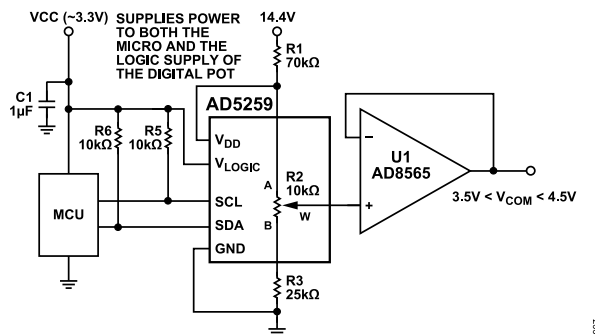 VCC (~3.3V)
SUPPLIES POWER
TO BOTH THE
MICRO AND THE
LOGIC SUPPLY OF
THE DIGITAL POT
14.4V
R1
70kΩ
C1
1µF
R6
10kΩ
R5
10kΩ
AD5259
VDD
VLOGIC
SCL
SDA
GND
MCU
A
R2
10kΩ
W
B
R3
25kΩ
−
+
U1
AD8565
3.5V < VCOM < 4.5V